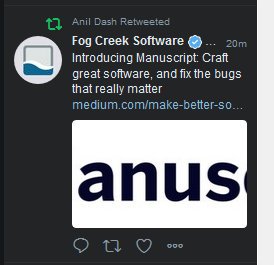 Anil Dash Retweeted
Fog Creek Software ... 20m
Introducing Manuscript: Craft
great software, and fix the bugs
that really matter
medium.com/make-better-so...
anusc